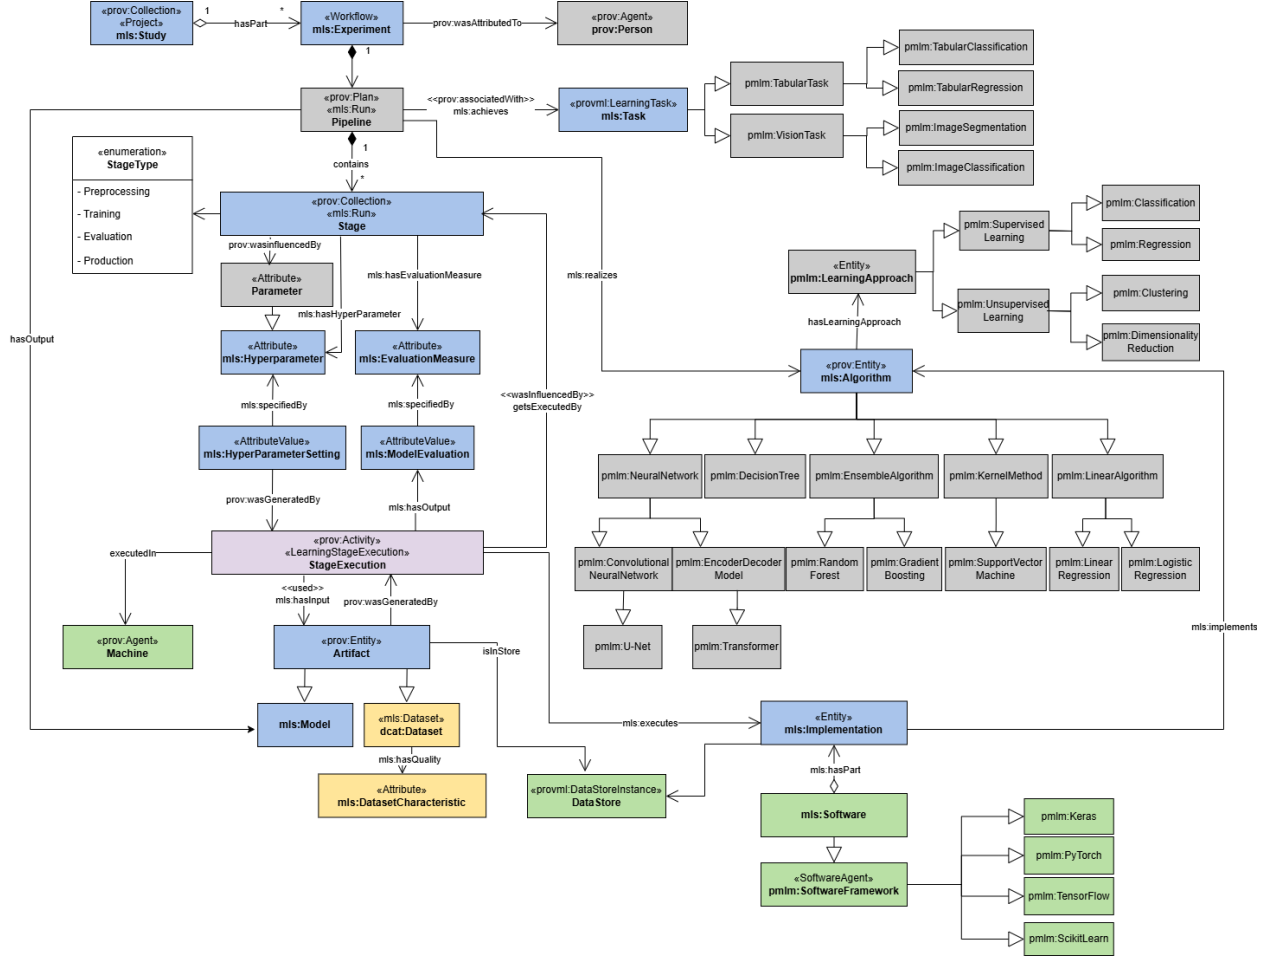 «prov:Collection»
«Project»
mls:Study
1
hasPart
*
«Workflow»
mls:Experiment
prov:wasAttributedTo
«prov:Agent»
prov:Person
1
«prov:Plan»
«mls:Run»
Pipeline
<<prov:associatedWith>>
mls:achieves
«provml:LearningTask»
mls:Task
pmlm:TabularTask
pmlm:VisionTask
pmlm:TabularClassification
pmlm:TabularRegression
pmlm:ImageSegmentation
pmlm:ImageClassification
1
contains
*
«enumeration»
StageType
- Preprocessing
- Training
- Evaluation
- Production
«prov:Collection»
«mls:Run»
Stage
prov:wasinfluencedBy
«Attribute»
Parameter
mls:hasEvaluationMeasure
mls:hasHyperParameter
mls:realizes
hasOutput
«Attribute»
mls:Hyperparameter
«Attribute»
mls:EvaluationMeasure
mls:specifiedBy
mls:specifiedBy
<<wasInfluencedBy>>
getsExecutedBy
«AttributeValue»
mls:HyperParameterSetting
«AttributeValue»
mls:ModelEvaluation
prov:wasGeneratedBy
mls:hasOutput
«Entity»
pmlm:LearningApproach
hasLearningApproach
pmlm:Supervised
Learning
pmlm:Unsupervised
Learning
pmlm:Classification
pmlm:Regression
pmlm:Clustering
pmlm:Dimensionality
Reduction
«prov:Entity»
mls:Algorithm
pmlm:NeuralNetwork
pmlm:DecisionTree
pmlm:EnsembleAlgorithm
pmlm:KernelMethod
pmlm:LinearAlgorithm
pmlm:Convolutional
NeuralNetwork
pmlm:EncoderDecoder
Model
pmlm:Random
Forest
pmlm:Gradient
Boosting
pmlm:SupportVector
Machine
pmlm:Linear
Regression
pmlm:Logistic
Regression
pmlm:U-Net
pmlm:Transformer
mls:implements
«prov:Activity»
«LearningStageExecution»
StageExecution
executedIn
<<used>>
mls:hasInput
prov:wasGeneratedBy
«prov:Agent»
Machine
«prov:Entity»
Artifact
isInStore
mls:Model
«mls:Dataset»
dcat:Dataset
mls:hasQuality
«Attribute»
mls:DatasetCharacteristic
mls:executes
«Entity»
mls:Implementation
mls:hasPart
«provml:DataStoreInstance»
DataStore
mls:Software
«SoftwareAgent»
pmlm:SoftwareFramework
pmlm:Keras
pmlm:PyTorch
pmlm:TensorFlow
pmlm:ScikitLearn